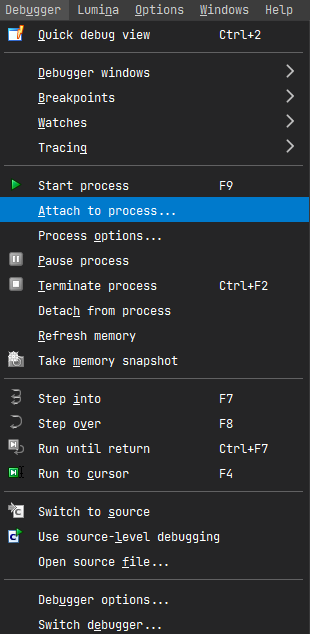 Debugger Lumina Options Windows Help
Quick debug view Ctrl+2
Debugger windows
Breakpoints
Watches
Tracing
Start process F9
Attach to process...
Process options...
Pause process
Terminate process Ctrl+F2
Detach from process
Refresh memory
Take memory snapshot
Step into F7
Step over F8
Run until return Ctrl+F7
Run to cursor F4
Switch to source
Use source-level debugging
Open source file...
Debugger options...
Switch debugger...